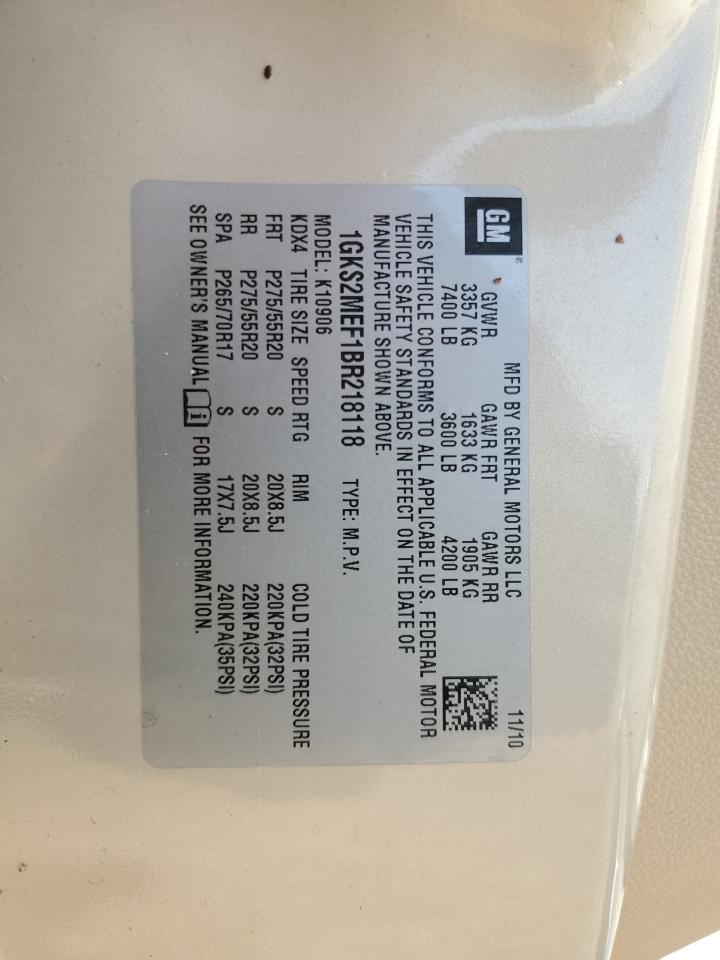 GM®
MFD BY GENERAL MOTORS LLC 11/10
GVWR GAWR FRT GAWR RR
3357 KG 1633 KG 1905 KG
7400 LB 3600 LB 4200 LB
THIS VEHICLE CONFORMS TO ALL APPLICABLE U.S. FEDERAL MOTOR
VEHICLE SAFETY STANDARDS IN EFFECT ON THE DATE OF
MANUFACTURE SHOWN ABOVE.
1GKS2MEF1BR218118 TYPE: M.P.V.
MODEL: K10906
KDX4 TIRE SIZE SPEED RTG RIM COLD TIRE PRESSURE
FRT P275/55R20 S 20X8.5J 220KPA(32PSI)
RR P275/55R20 S 20X8.5J 220KPA(32PSI)
SPA P265/70R17 S 17X7.5J 240KPA(35PSI)
SEE OWNER'S MANUAL i FOR MORE INFORMATION.